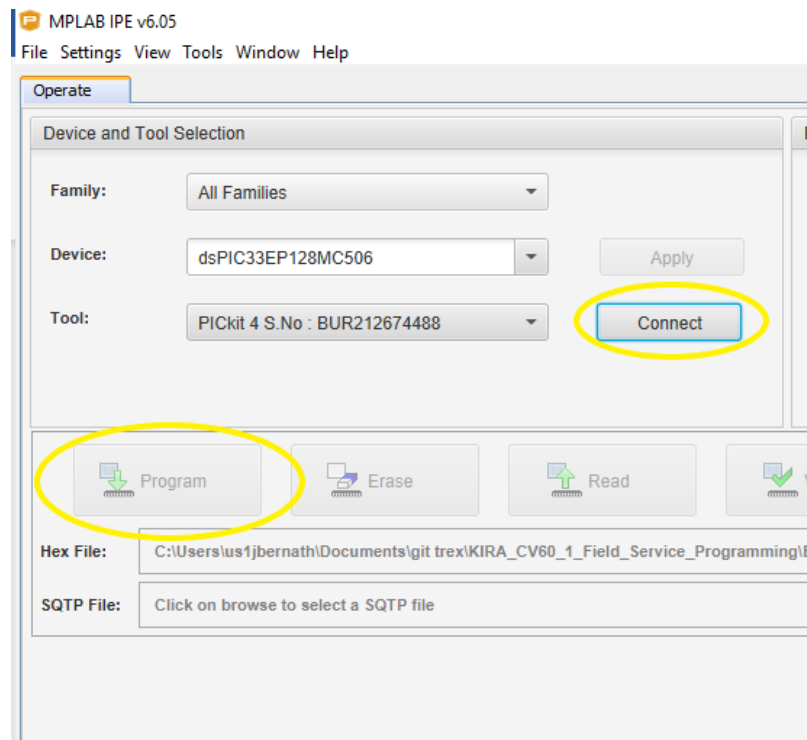 MPLAB IPE v6.05
File Settings View Tools Window Help
Operate
Device and Tool Selection
Family: All Families
Device: dsPIC33EP128MC506 Apply
Tool: PICkit 4 S.No : BUR212674488 Connect
Program Erase Read
Hex File: C:\Users\us1jbernath\Documents\git trex\KIRA_CV60_1_Field_Service_Programming\
SQTP File: Click on browse to select a SQTP file